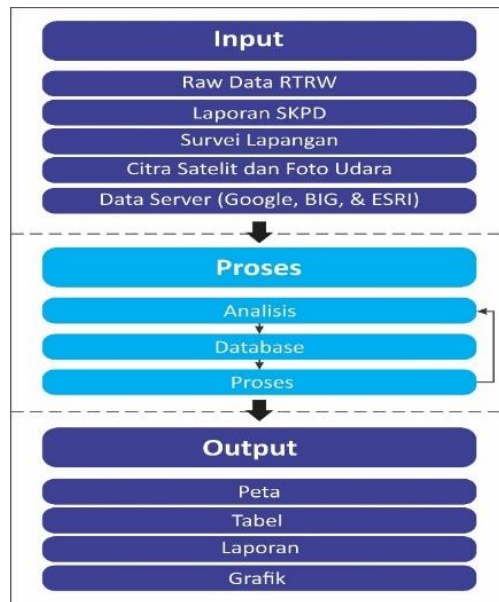 Input
Raw Data RTRW
Laporan SKPD
Survei Lapangan
Citra Satelit dan Foto Udara
Data Server (Google, BIG, & ESRI)
Proses
Analisis
Database
Proses
Output
Peta
Tabel
Laporan
Grafik